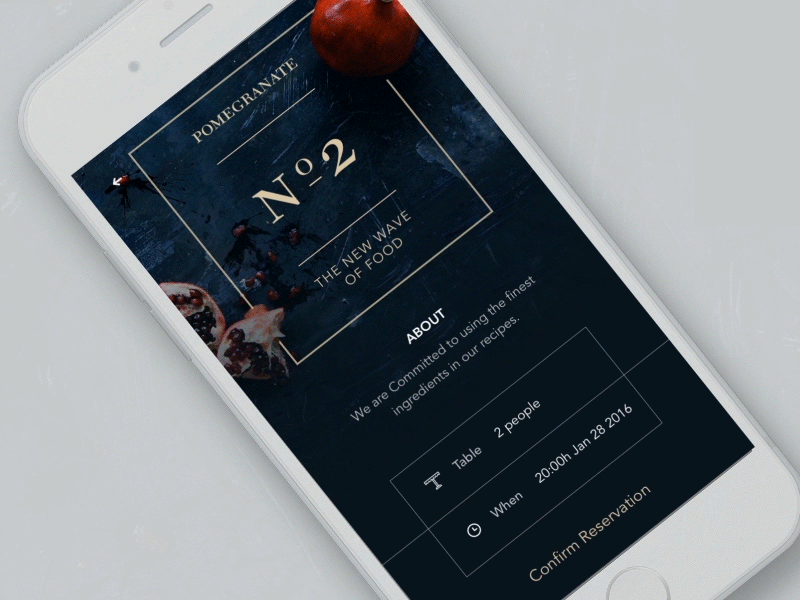 POMEGRANATE
Nº2
THE NEW WAVE
OF FOOD
ABOUT
We are Committed to using the finest
ingredients in our recipes.
Table 2 people
When 20:00h Jan 28 2016
Confirm Reservation